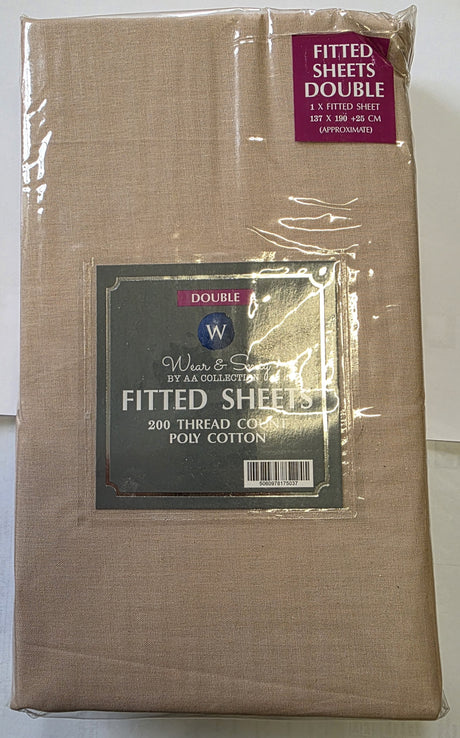 FITTED
SHEETS
DOUBLE
1 X FITTED SHEET
137 X 190 +25 CM
(APPROXIMATE)
DOUBLE
W
Wear &
BY AA COLLECTION
FITTED SHEETS
200 THREAD COUNT
POLY COTTON
5060978175037